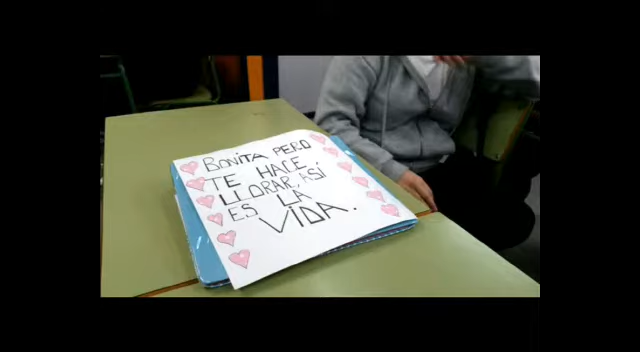 BONITA PERO
TE HACE
LLORAR, ASÍ
ES LA
VIDA.